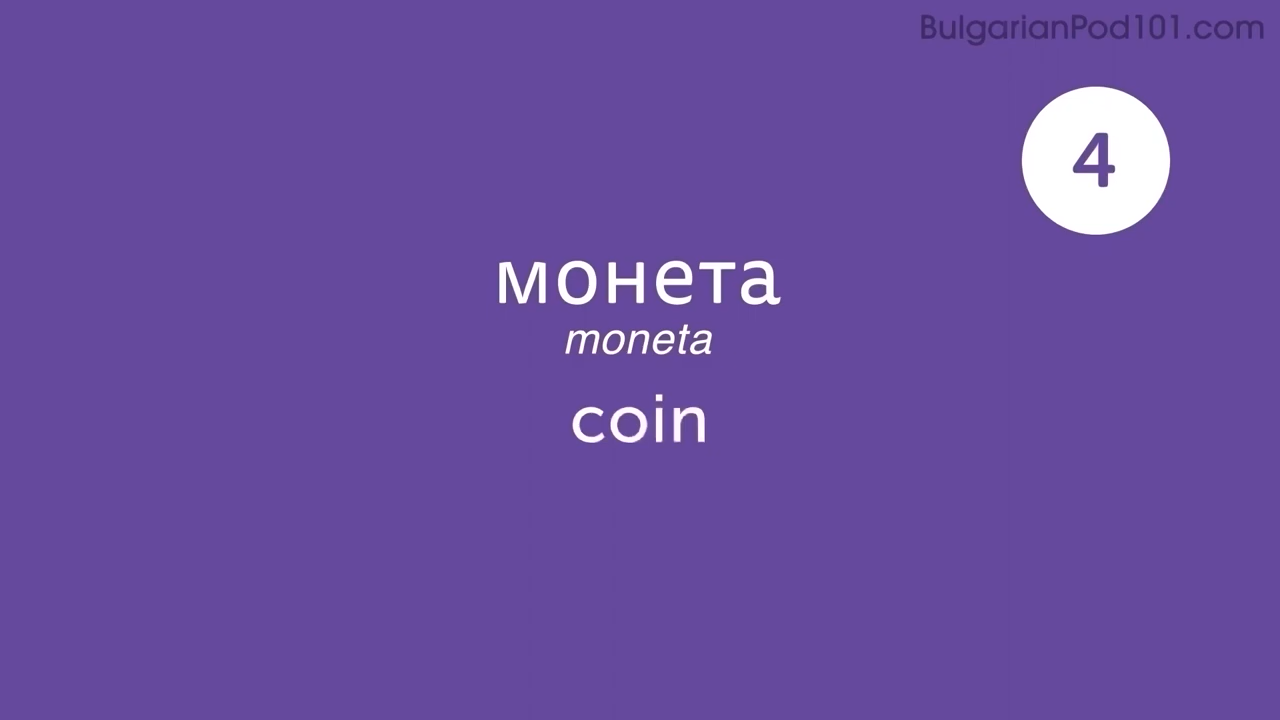 BulgarianPod101.com
4
монета
moneta
coin